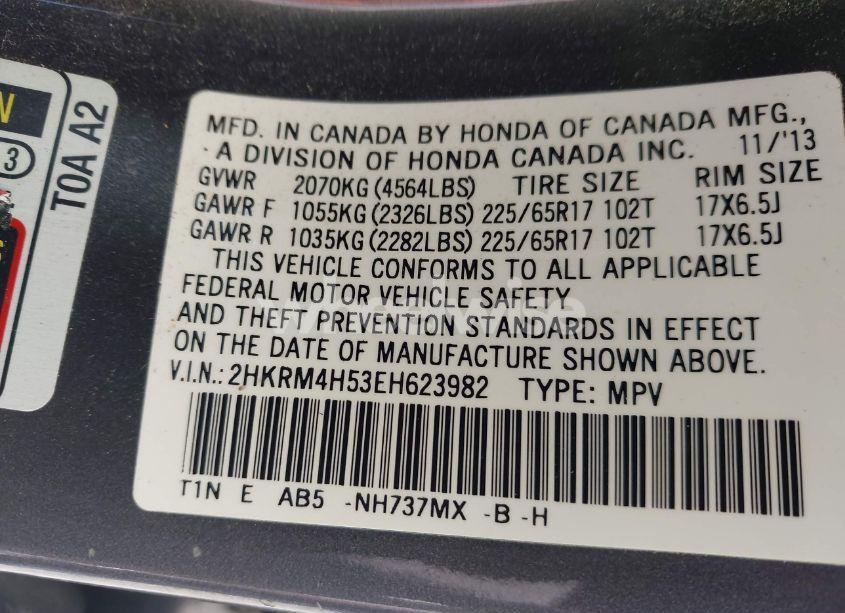 N
3
TOA A2
MFD. IN CANADA BY HONDA OF CANADA MFG.,
A DIVISION OF HONDA CANADA INC. 11/'13
GVWR 2070KG (4564LBS) TIRE SIZE RIM SIZE
GAWR F 1055KG (2326LBS) 225/65R17 102T 17X6.5J
GAWR R 1035KG (2282LBS) 225/65R17 102T 17X6.5J
THIS VEHICLE CONFORMS TO ALL APPLICABLE
FEDERAL MOTOR VEHICLE SAFETY
AND THEFT PREVENTION STANDARDS IN EFFECT
ON THE DATE OF MANUFACTURE SHOWN ABOVE.
V.I.N.: 2HKRM4H53EH623982 TYPE: MPV
T1N E AB5 -NH737MX -B -H